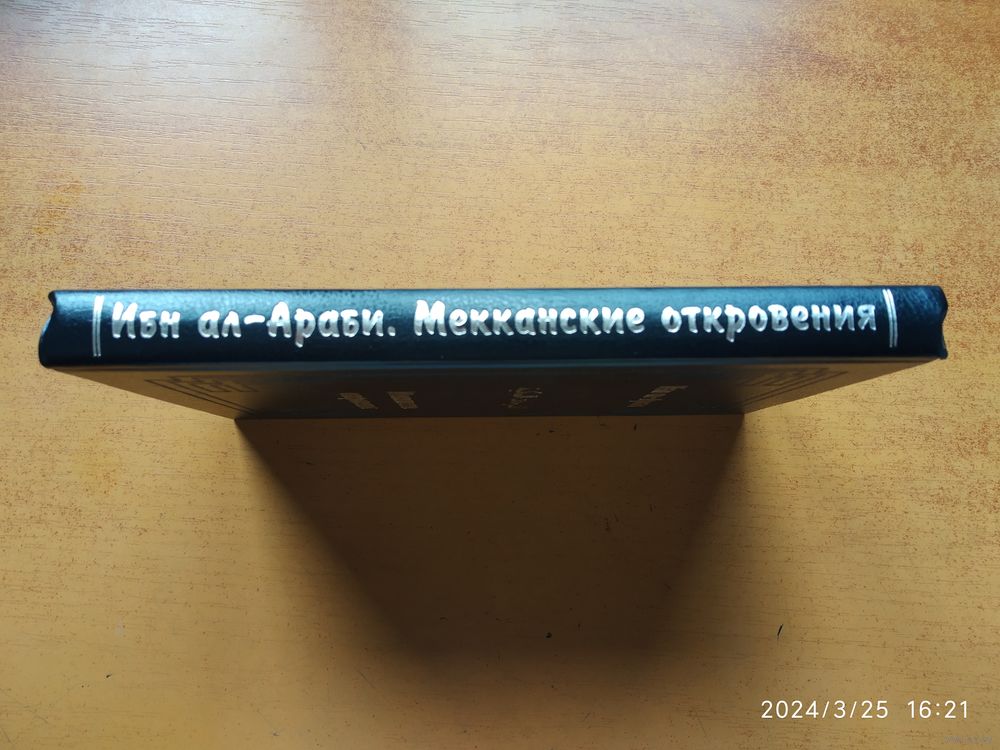 Ибн ал-Араби. Мекканские откровения
2024/3/25 16:21